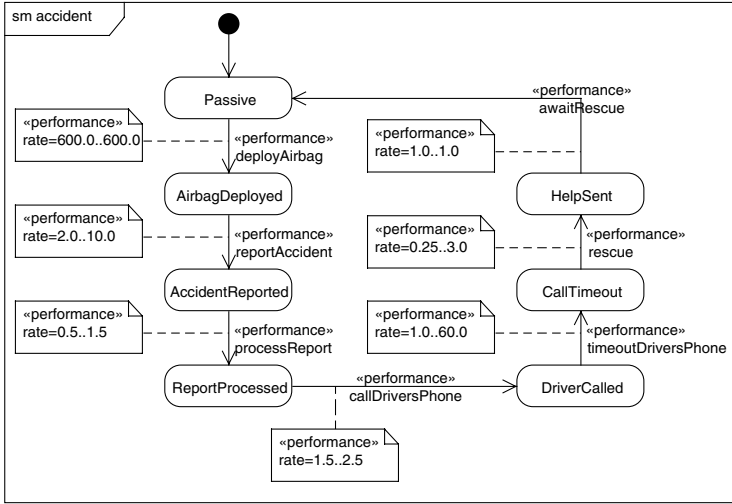 sm accident
Passive
«performance»
rate=600.0..600.0
«performance»
deployAirbag
AirbagDeployed
«performance»
rate=2.0..10.0
«performance»
reportAccident
AccidentReported
«performance»
rate=0.5..1.5
«performance»
processReport
ReportProcessed
«performance»
callDriversPhone
«performance»
rate=1.5..2.5
DriverCalled
«performance»
rate=1.0..60.0
«performance»
timeoutDriversPhone
CallTimeout
«performance»
rate=0.25..3.0
«performance»
rescue
HelpSent
«performance»
rate=1.0..1.0
«performance»
awaitRescue